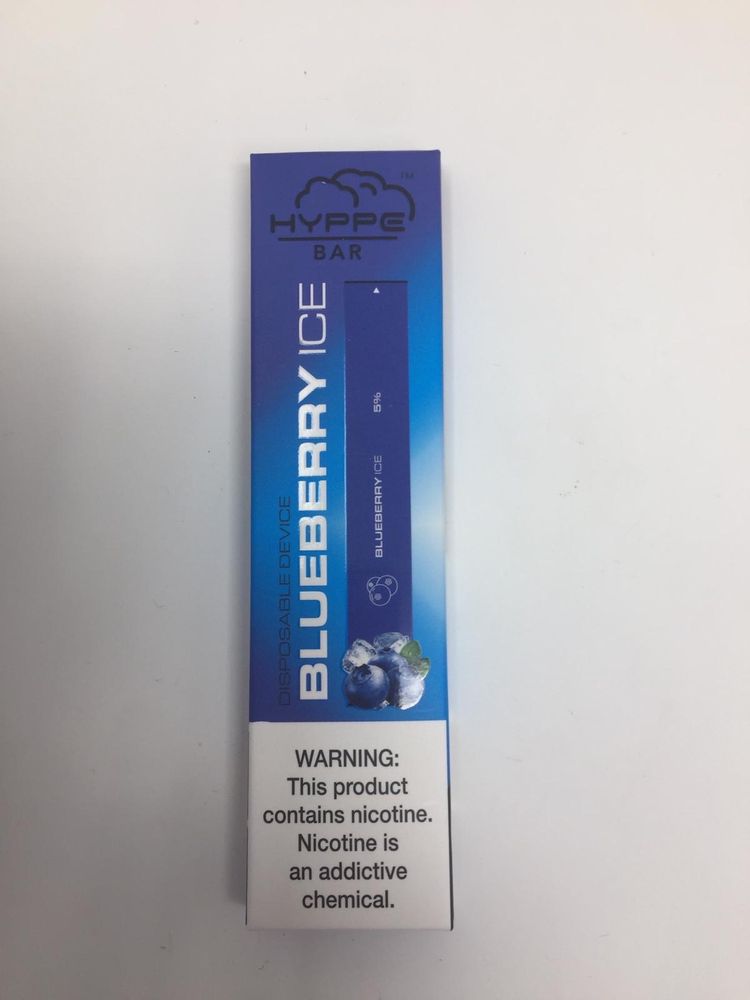 TM
HYPPE
BAR
DISPOSABLE DEVICE
BLUEBERRY ICE
5%
BLUEBERRY ICE
WARNING:
This product
contains nicotine.
Nicotine is
an addictive
chemical.